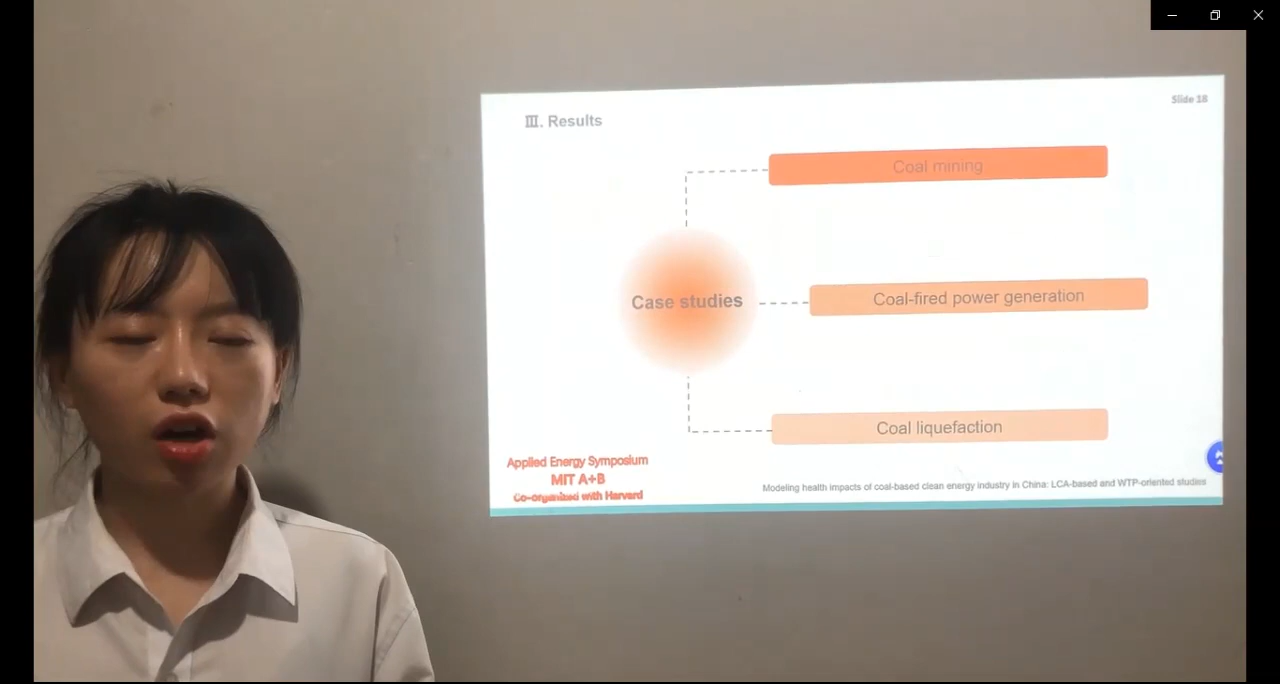 Slide 18
Ⅲ. Results
Coal mining
Case studies
Coal-fired power generation
Coal liquefaction
Applied Energy Symposium
MIT A+B
Co-organized with Harvard
Modeling health impacts of coal-based clean energy industry in China: LCA-based and WTP-oriented studies